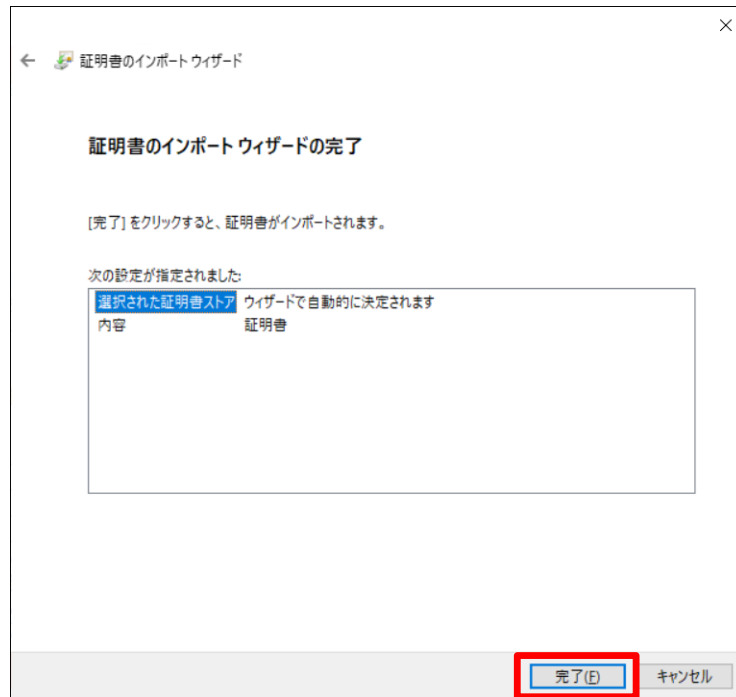 証明書のインポート ウィザード
証明書のインポート ウィザードの完了
[完了] をクリックすると、証明書がインポートされます。
次の設定が指定されました:
選択された証明書ストア ウィザードで自動的に決定されます
内容 証明書
完了(F) キャンセル